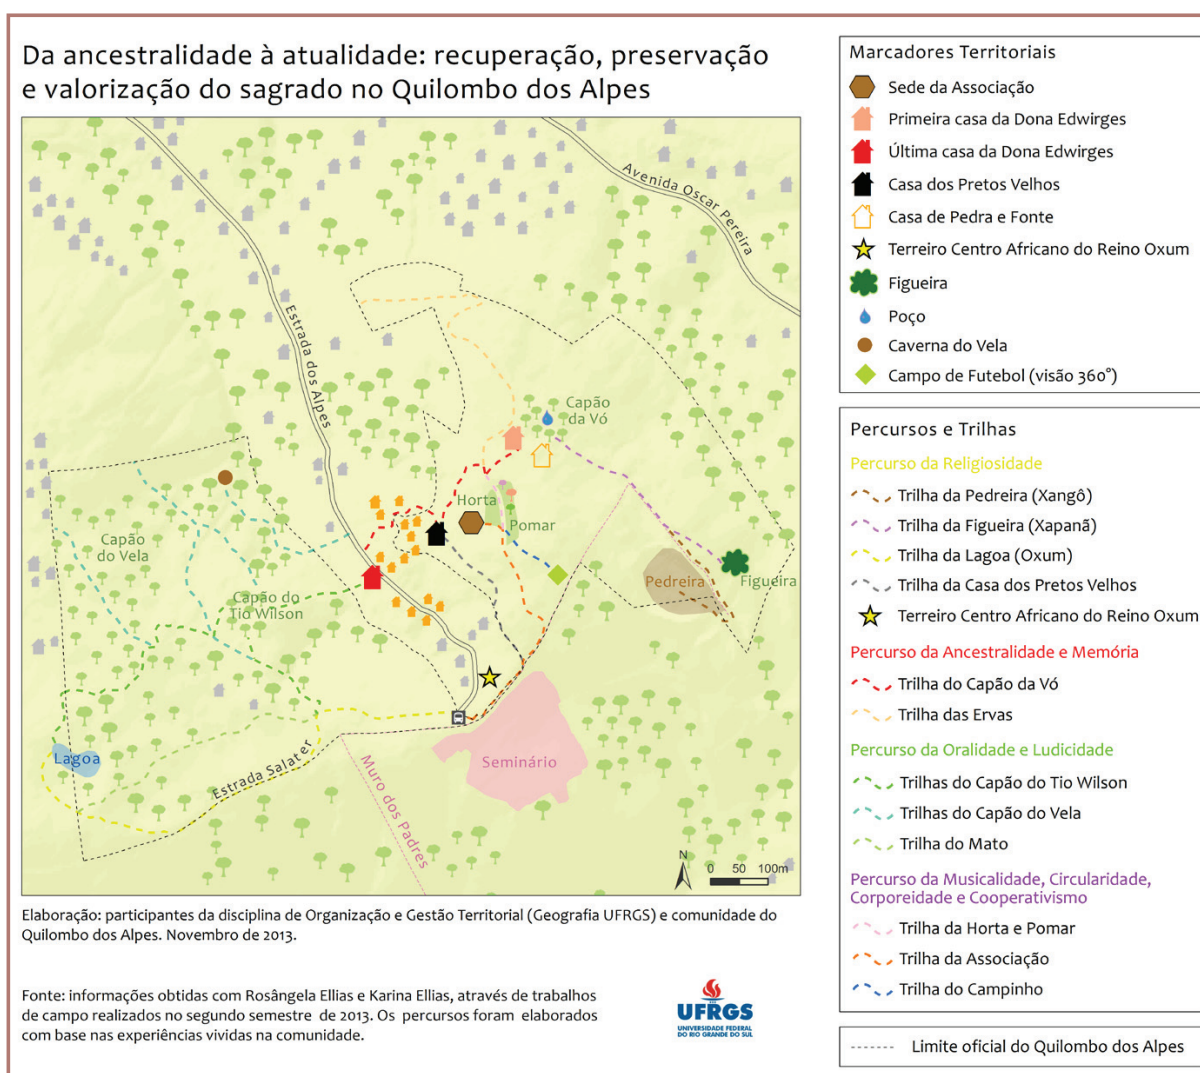 Da ancestralidade à atualidade: recuperação, preservação
e valorização do sagrado no Quilombo dos Alpes
Avenida Oscar Pereira
Estrada dos Alpes
Capão
da Vó
Horta
Pomar
Capão
do Vela
Capão do
Tio Wilson
Pedreira
Figueira
Lagoa
Estrada Salater
Seminário
Muro dos Padres
N
0 50 100m
Elaboração: participantes da disciplina de Organização e Gestão Territorial (Geografia UFRGS) e comunidade do
Quilombo dos Alpes. Novembro de 2013.
Fonte: informações obtidas com Rosângela Ellias e Karina Ellias, através de trabalhos
de campo realizados no segundo semestre de 2013. Os percursos foram elaborados
com base nas experiências vividas na comunidade.
UFRGS
UNIVERSIDADE FEDERAL
DO RIO GRANDE DO SUL
Marcadores Territoriais
Sede da Associação
Primeira casa da Dona Edwirges
Última casa da Dona Edwirges
Casa dos Pretos Velhos
Casa de Pedra e Fonte
Terreiro Centro Africano do Reino Oxum
Figueira
Poço
Caverna do Vela
Campo de Futebol (visão 360°)
Percursos e Trilhas
Percurso da Religiosidade
Trilha da Pedreira (Xangô)
Trilha da Figueira (Xapanã)
Trilha da Lagoa (Oxum)
Trilha da Casa dos Pretos Velhos
Terreiro Centro Africano do Reino Oxum
Percurso da Ancestralidade e Memória
Trilha do Capão da Vó
Trilha das Ervas
Percurso da Oralidade e Ludicidade
Trilhas do Capão do Tio Wilson
Trilhas do Capão do Vela
Trilha do Mato
Percurso da Musicalidade, Circularidade,
Corporeidade e Cooperativismo
Trilha da Horta e Pomar
Trilha da Associação
Trilha do Campinho
Limite oficial do Quilombo dos Alpes